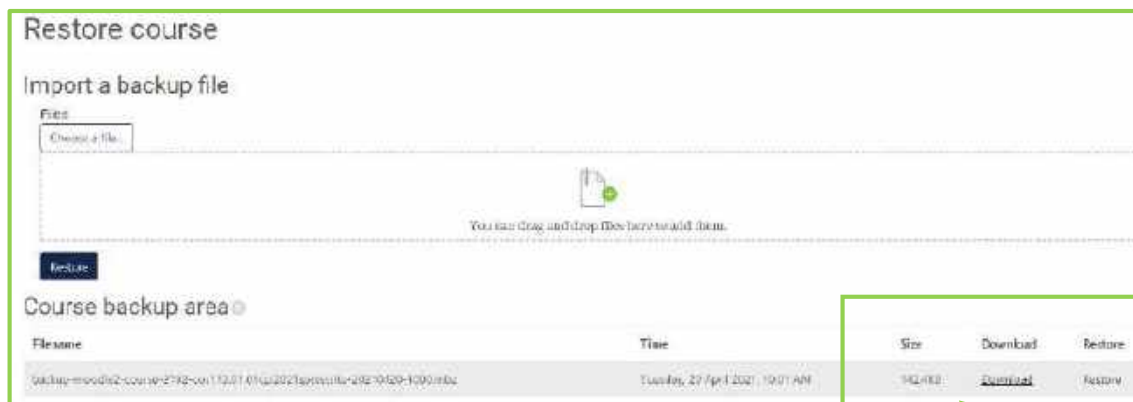 Restore course
Import a backup file
Files
Choose a file...
You can drag and drop files here to add them.
Restore
Course backup area
Filename Time Size Download Restore
Tuesday, 20 April 2021, 10:01 AM Download Restore